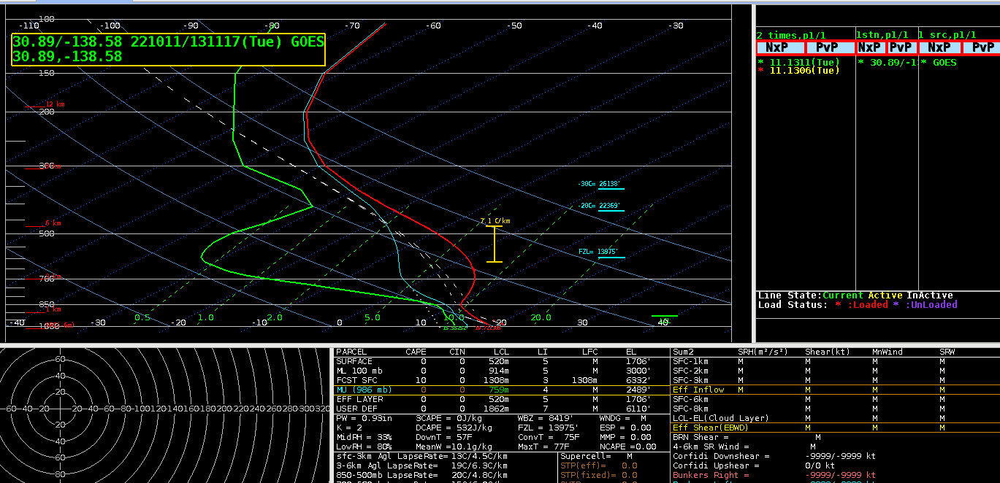 -110 -100 -90 -80 -70 -60 -50 -40 -30
100
30.89/-138.58 221011/131117(Tue) GOES
30.89,-138.58
150
12 km
200
300
-30C= 26138'
-20C= 22369'
6 km
7.1 C/km
500
FZL= 13975'
700
850
1 km
-40 -30 -20 -10 0 10 20 30 40
0.5 1.0 2.0 5.0 10.0 20.0
2 times,p1/1 1stn,p1/1 1 src,p1/1
NxP PvP NxP PvP NxP PvP
* 11.1311(Tue) * 30.89/-1 * GOES
* 11.1306(Tue)
Line State:Current Active InActive
Load Status: * :Loaded * :UnLoaded
60
40
20
-60 -40 -20 20 40 60 80 100 120 140 160 180 200 220 240 260 280 300 320
20
40
60
80
PARCEL CAPE CIN LCL LI LFC EL
SURFACE 0 0 520m 5 M 1706'
ML 100 mb 0 0 914m 5 M 3000'
FCST SFC 10 0 1308m 3 1308m 6332'
MU (986 mb) 0 0 759m 4 M 2489'
EFF LAYER 0 0 520m 5 M 1706'
USER DEF 0 0 1862m 7 M 6110'
PW = 0.93in 3CAPE = 0J/kg WBZ = 8419' WNDG = M
K = 2 DCAPE = 532J/kg FZL = 13975' ESP = 0.00
MidRH = 33% DownT = 57F ConvT = 75F MMP = 0.00
LowRH = 80% MeanW =10.1g/kg MaxT = 77F NCAPE =0.00
sfc-3km Agl LapseRate= 13C/4.5C/km
3-6km Agl LapseRate= 19C/6.3C/km
850-500mb LapseRate= 20C/4.8C/km
Supercell= M
STP(eff)= 0.0
STP(fixed)= 0.0
Sum2 SRH(m²/s²) Shear(kt) MnWind SRW
SFC-1km M M M M
SFC-2km M M M M
SFC-3km M M M M
Eff Inflow M M M M
SFC-6km M M M
SFC-8km M M M
LCL-EL(Cloud Layer) M M M
Eff Shear(EBWD) M M M
BRN Shear = M
4-6km SR Wind = M
Corfidi Downshear = -9999/-9999 kt
Corfidi Upshear = 0/0 kt
Bunkers Right = -9999/-9999 kt